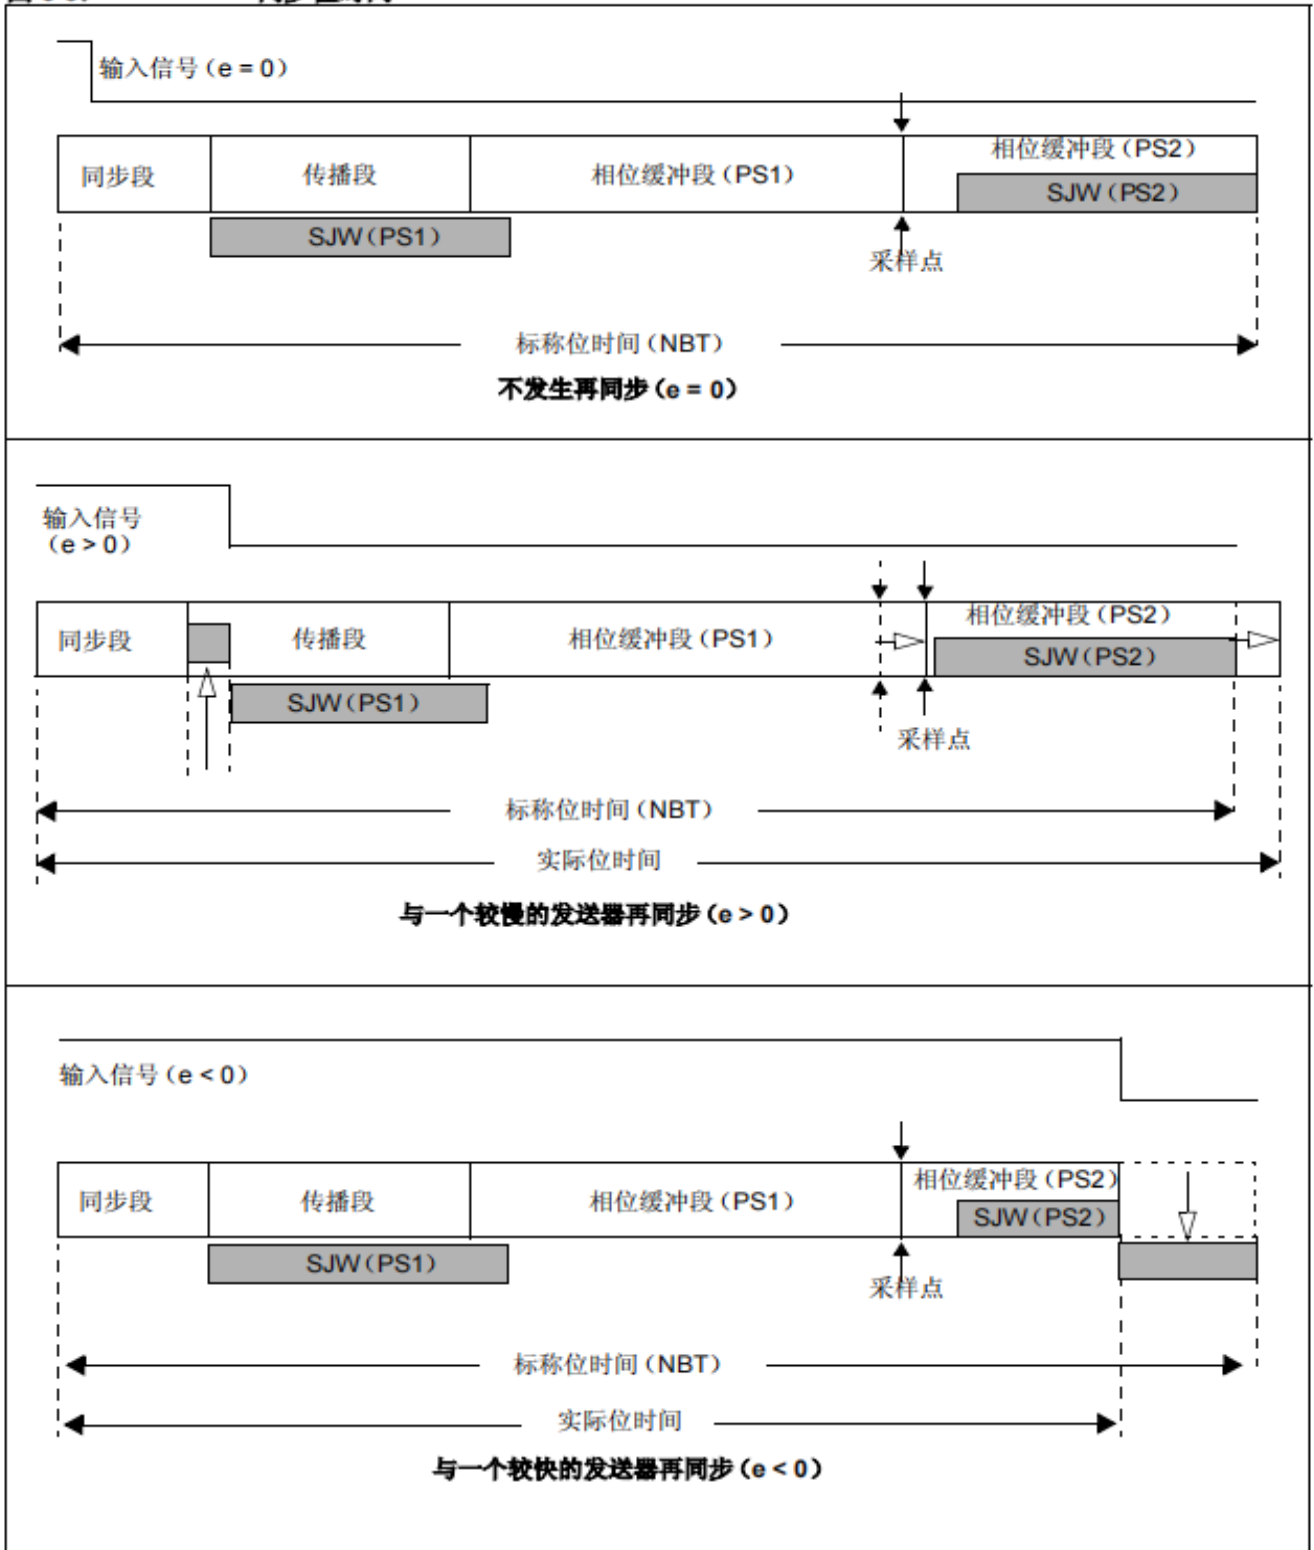 输入信号（e = 0）
相位缓冲段（PS2）
同步段
传播段
相位缓冲段（PS1）
SJW（PS2）
SJW（PS1）
采样点
标称位时间（NBT）
不发生再同步（e = 0）
输入信号
（e > 0）
相位缓冲段（PS2）
同步段
传播段
相位缓冲段（PS1）
SJW（PS2）
SJW（PS1）
采样点
标称位时间（NBT）
实际位时间
与一个较慢的发送器再同步（e > 0）
输入信号（e < 0）
相位缓冲段（PS2）
同步段
传播段
相位缓冲段（PS1）
SJW（PS2）
SJW（PS1）
采样点
标称位时间（NBT）
实际位时间
与一个较快的发送器再同步（e < 0）